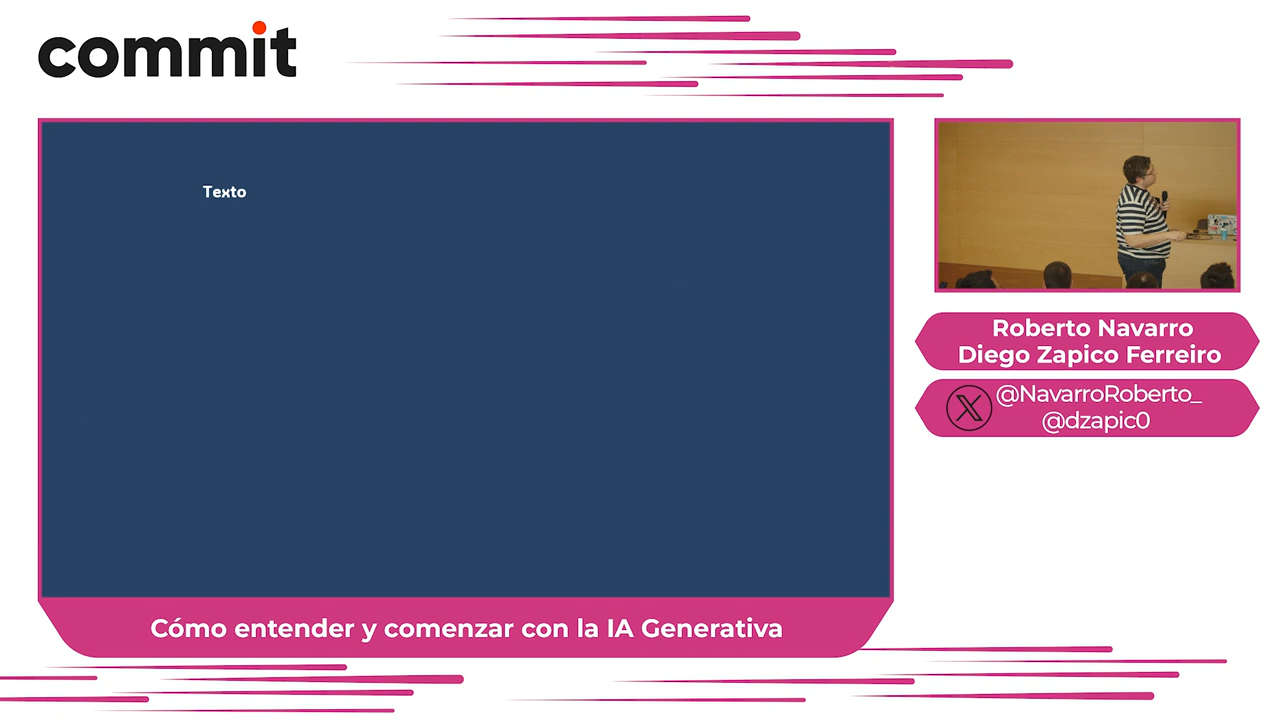 commit
Texto
Roberto Navarro
Diego Zapico Ferreiro
@NavarroRoberto_
@dzapic0
Cómo entender y comenzar con la IA Generativa